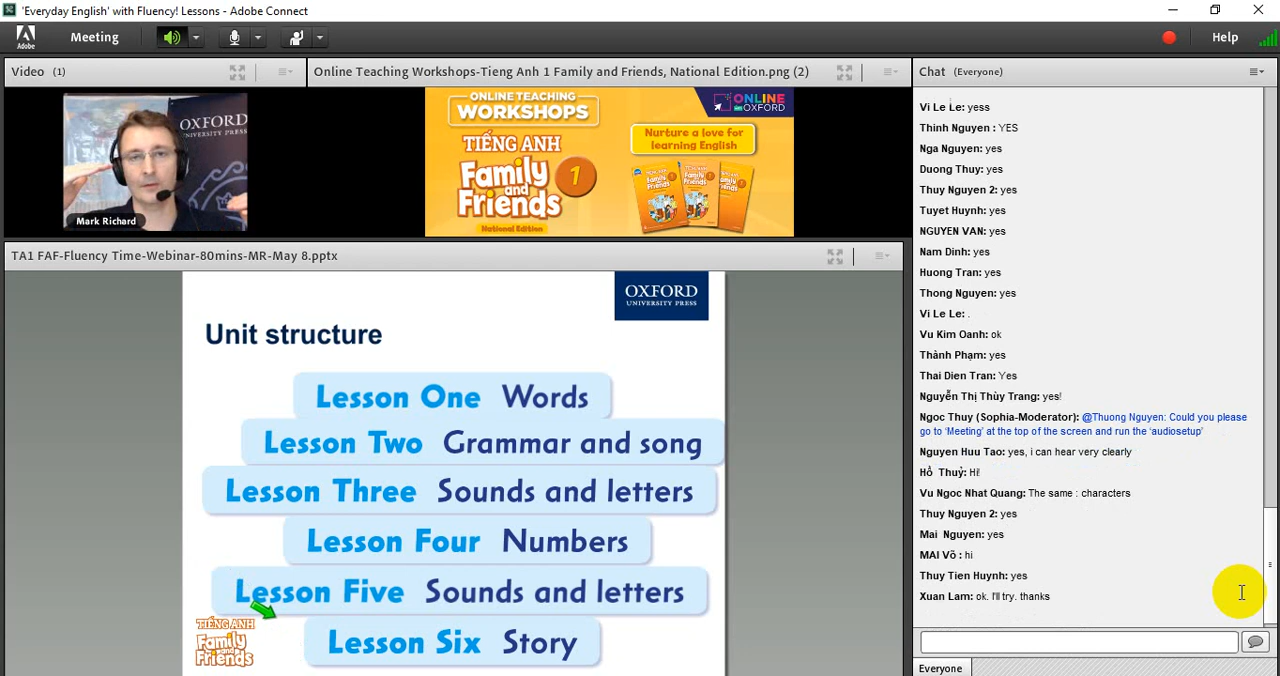 'Everyday English' with Fluency! Lessons - Adobe Connect
Adobe
Meeting
Help
Video (1)
OXFORD
UNIVERSITY PRESS
Mark Richard
Online Teaching Workshops-Tieng Anh 1 Family and Friends, National Edition.png (2)
ONLINE TEACHING
WORKSHOPS
TIẾNG ANH
Family
and
Friends
1
National Edition
ONLINE
OXFORD
Nurture a love for
learning English
TA1 FAF-Fluency Time-Webinar-80mins-MR-May 8.pptx
OXFORD
UNIVERSITY PRESS
Unit structure
Lesson One Words
Lesson Two Grammar and song
Lesson Three Sounds and letters
Lesson Four Numbers
Lesson Five Sounds and letters
Lesson Six Story
TIẾNG ANH
Family
and
Friends
Chat (Everyone)
Vi Le Le: yess
Thinh Nguyen : YES
Nga Nguyen: yes
Duong Thuy: yes
Thuy Nguyen 2: yes
Tuyet Huynh: yes
NGUYEN VAN: yes
Nam Dinh: yes
Huong Tran: yes
Thong Nguyen: yes
Vi Le Le: .
Vu Kim Oanh: ok
Thành Phạm: yes
Thai Dien Tran: Yes
Nguyễn Thị Thùy Trang: yes!
Ngoc Thuy (Sophia-Moderator): @Thuong Nguyen: Could you please
go to 'Meeting' at the top of the screen and run the 'audiosetup'
Nguyen Huu Tao: yes, i can hear very clearly
Hồ Thuỷ: Hi!
Vu Ngoc Nhat Quang: The same : characters
Thuy Nguyen 2: yes
Mai Nguyen: yes
MAI Võ : hi
Thuy Tien Huynh: yes
Xuan Lam: ok. I'll try. thanks
Everyone